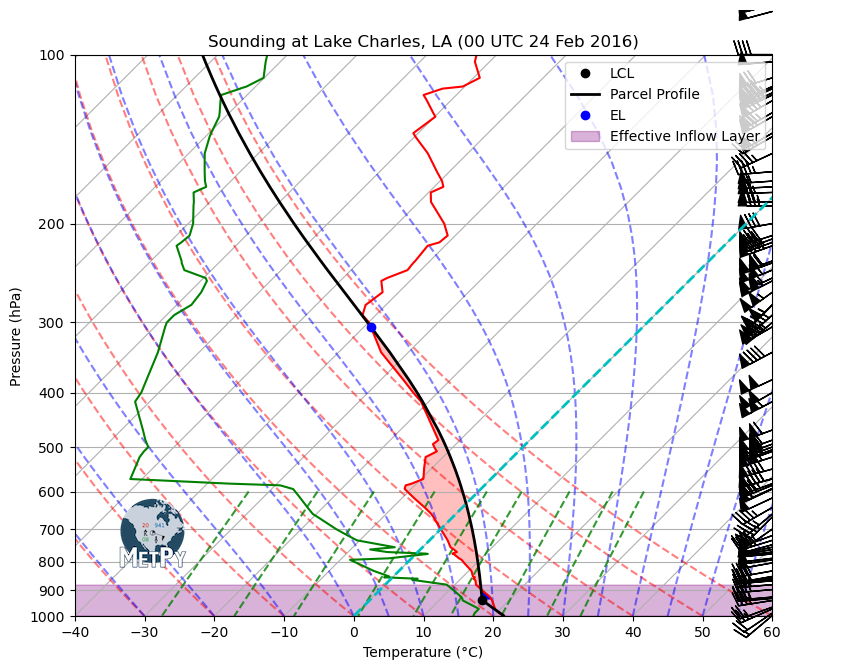 Sounding at Lake Charles, LA (00 UTC 24 Feb 2016)
LCL
Parcel Profile
EL
Effective Inflow Layer
Pressure (hPa)
100
200
300
400
500
600
700
800
900
1000
METPY
−40
−30
−20
−10
0
10
20
30
40
50
60
Temperature (°C)